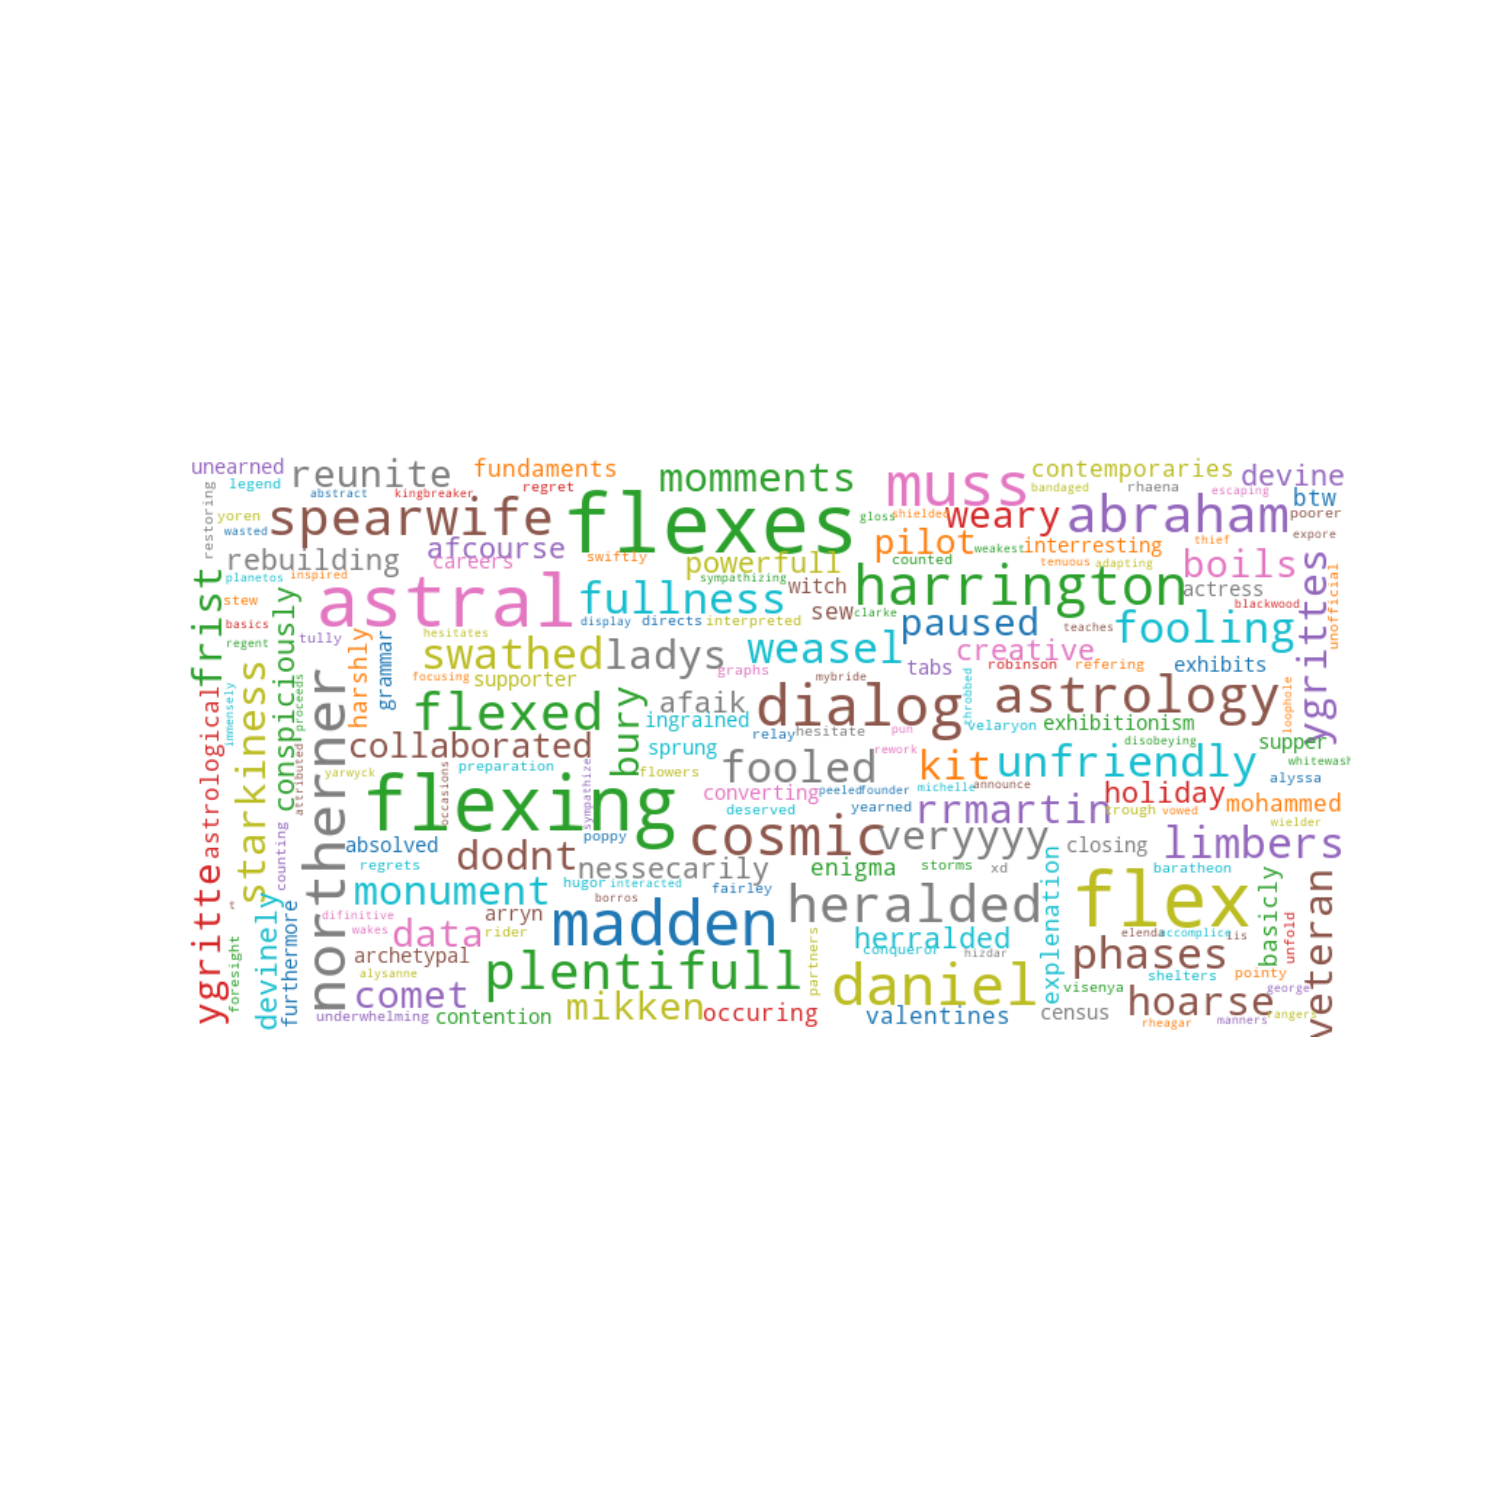 unearned
reunite
fundaments
momments
muss
contemporaries
devine
legend
abstract
kingbreaker
regret
bandaged
rhaena
escaping
btw
restoring
yoren
wasted
spearwife
flexes
gloss
shielded
weary
abraham
poorer
expore
rebuilding
afcourse
careers
swiftly
powerfull
pilot
weakest
interresting
thief
counted
tenuous
adapting
boils
planetos
inspired
astral
fullness
sympathizing
witch
harrington
actress
ygrittes
unofficial
stew
frist
conspiciously
basics
regent
tully
display
directs
interpreted
sew
clarke
paused
teaches
fooling
blackwood
harshly
grammar
hesitates
swathed
ladys
weasel
creative
tabs
robinson
refering
exhibits
focusing
supporter
graphs
mybride
astrological
immensely
starkiness
proceeds
attributed
northerner
flexed
bury
afaik
ingrained
dialog
throbbed
astrology
loophole
velaryon
exhibitionism
collaborated
relay
hesitate
pun
disobeying
supper
sprung
rework
whitewash
yarwyck
occasions
preparation
sympathize
flowers
fooled
kit
unfriendly
alyssa
flexing
converting
peeled
founder
michelle
announce
holiday
deserved
yearned
rrmartin
trough
vowed
mohammed
wielder
counting
absolved
poppy
cosmic
veryyyy
closing
limbers
regrets
dodnt
nessecarily
enigma
storms
xd
baratheon
monument
hugor
interacted
fairley
borros
heralded
explenation
flex
basicly
veteran
ygritte
devinely
furthermore
difinitive
wakes
data
arryn
rider
madden
partners
herralded
conqueror
hizdar
elenda
accomplice
iis
unfold
foresight
archetypal
alysanne
plentifull
phases
shelters
pointy
comet
mikken
daniel
visenya
hoarse
george
underwhelming
contention
occuring
valentines
census
rheagar
manners
rangers